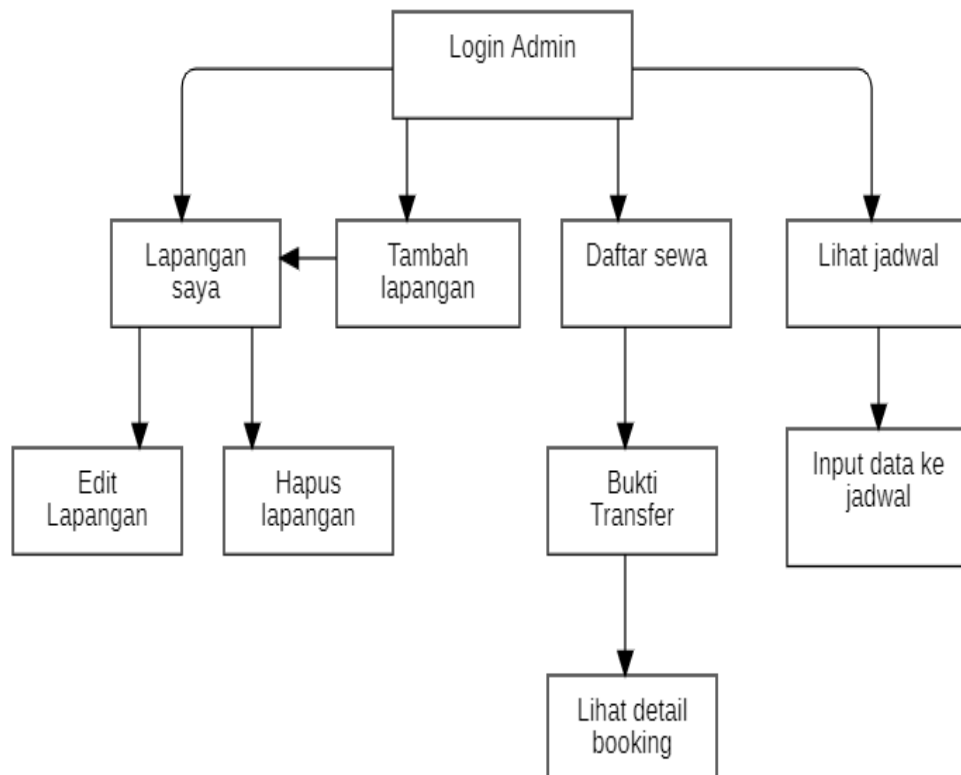 Login Admin
Lapangan
saya
Tambah
lapangan
Daftar sewa
Lihat jadwal
Edit
Lapangan
Hapus
lapangan
Bukti
Transfer
Input data ke
jadwal
Lihat detail
booking